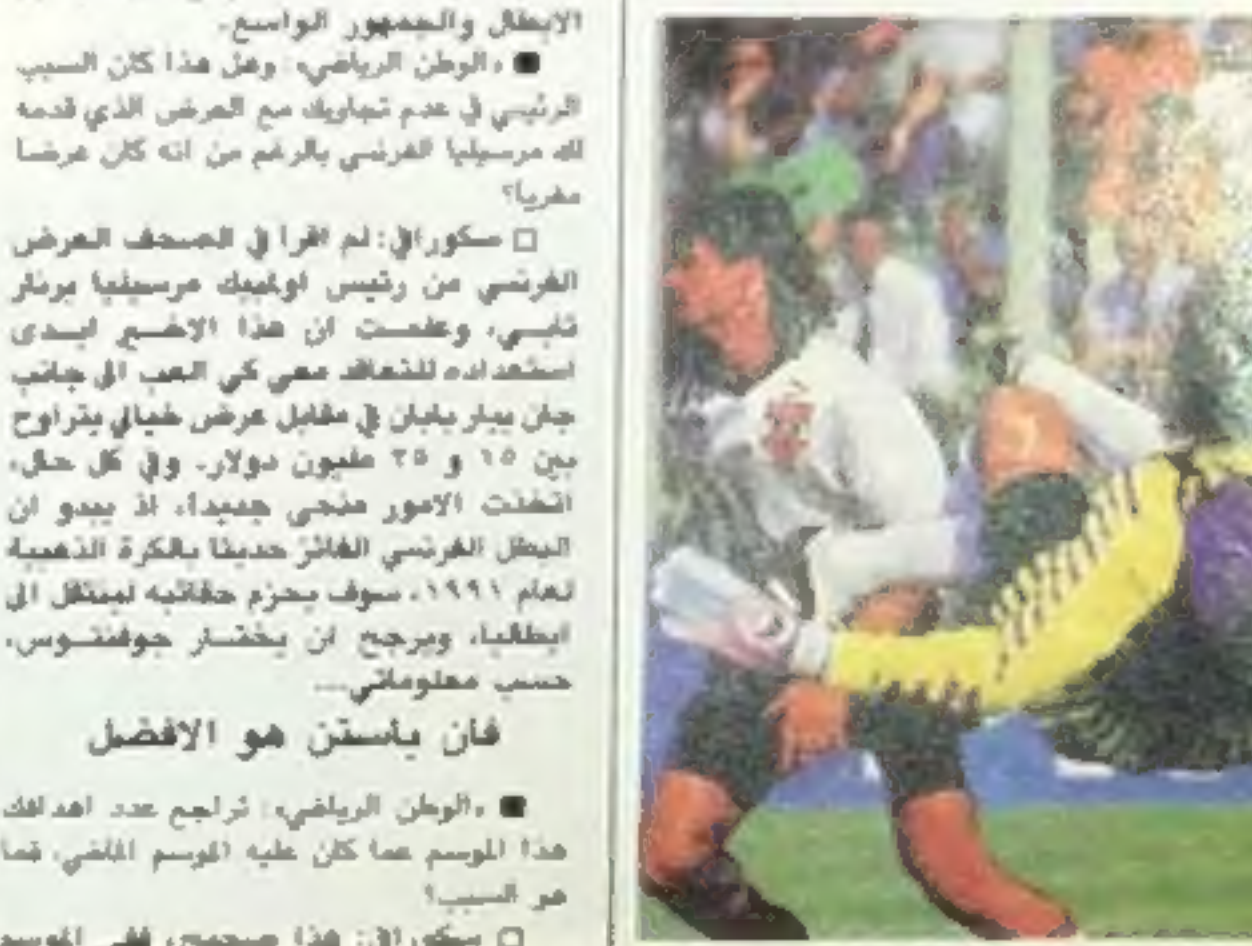 الابطال والجمهور الواسع.
■ «الوطن الرياضي»: وهل هذا كان السبب
الرئيسي في عدم تجاوبك مع العرض الذي قدمه
لك مرسيليا الفرنسي بالرغم من انه كان عرضا
مغريا؟
□ سكوراڤي: لم اقرا في الصحف العرض
الفرنسي من رئيس اولمبيك مرسيليا برنار
تابي، وعلمت ان هذا الاخير ابدى
استعداده للتعاقد معي كي العب الى جانب
جان بيار بابان في مقابل عرض خيالي يتراوح
بين ١٥ و ٢٥ مليون دولار. وفي كل حال،
اتخذت الامور منحى جديدا، اذ يبدو ان
البطل الفرنسي الفائز حديثا بالكرة الذهبية
لعام ١٩٩١، سوف يحزم حقائبه لينتقل الى
ايطاليا، ويرجح ان يختار جوفنتوس،
حسب معلوماتي...
فان باستن هو الافضل
■ «الوطن الرياضي»: تراجع عدد اهدافك
هذا الموسم عما كان عليه الموسم الماضي، فما
هو السبب؟
□ سكوراڤي: هذا صحيح، ففي الموسم